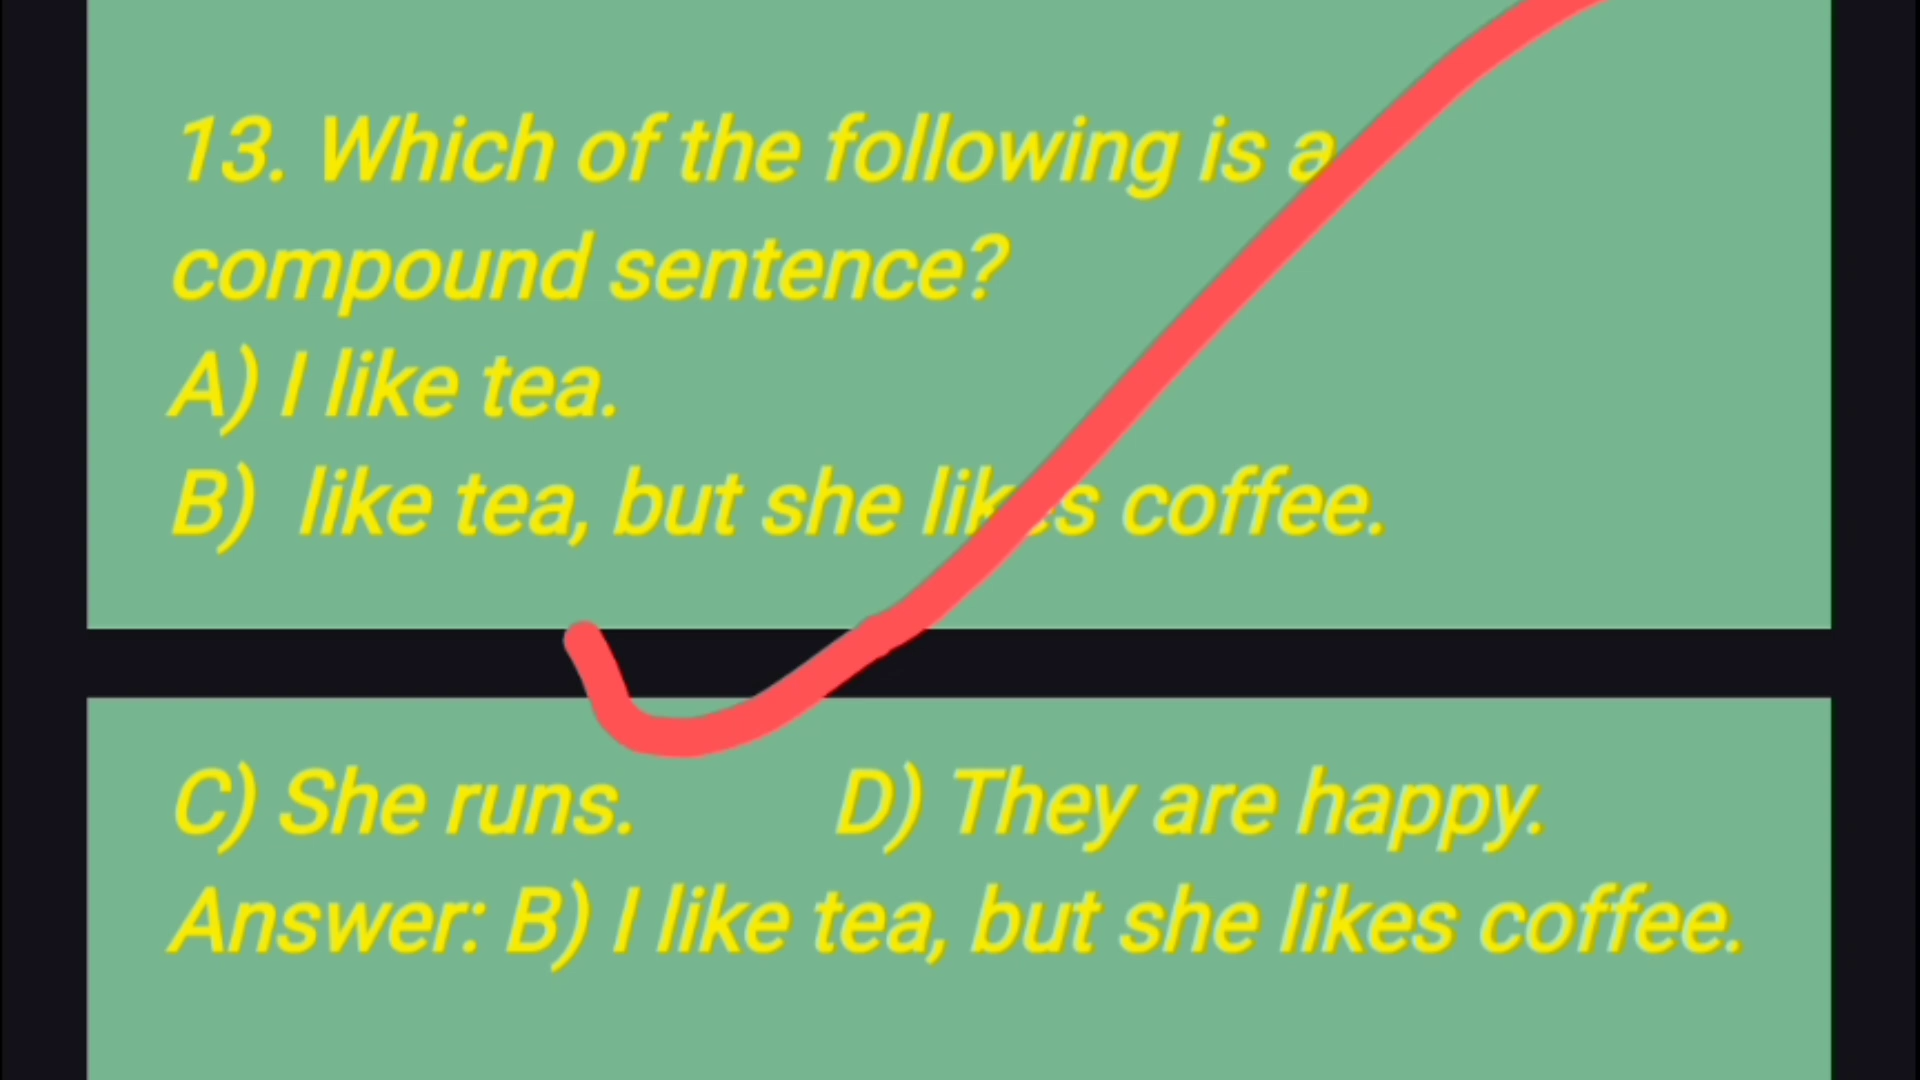 13. Which of the following is a
compound sentence?
A) I like tea.
B) like tea, but she likes coffee.
C) She runs. D) They are happy.
Answer: B) I like tea, but she likes coffee.